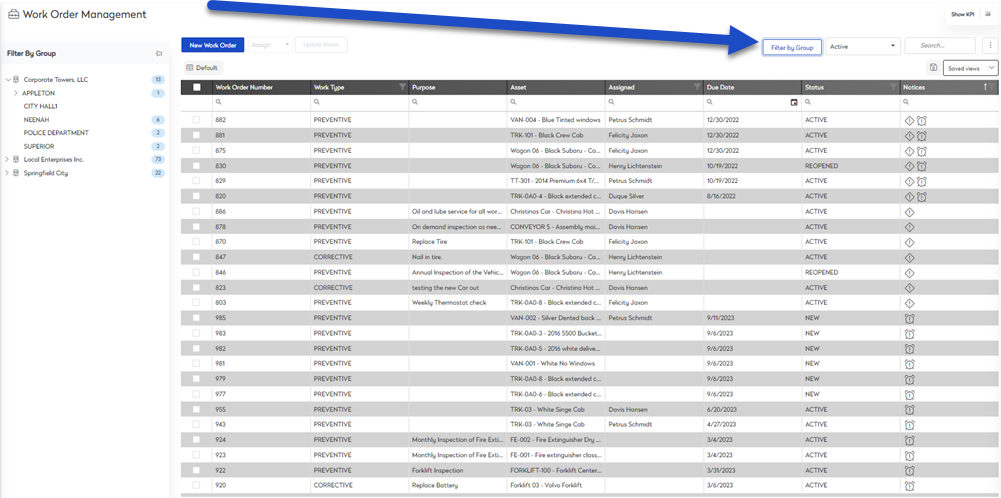 Work Order Management
Show KPI
New Work Order Assign Update Status Filter by Group Active Search...
Filter By Group
Default Saved views
Corporate Towers, LLC 13
APPLETON 1
CITY HALL1
NEENAH 6
POLICE DEPARTMENT 2
SUPERIOR 2
Local Enterprises Inc. 73
Springfield City 22
Work Order Number Work Type Purpose Asset Assigned Due Date Status Notices
882 PREVENTIVE VAN-004 - Blue Tinted windows Petrus Schmidt 12/30/2022 ACTIVE
881 PREVENTIVE TRK-101 - Black Crew Cab Felicity Jaxon 12/30/2022 ACTIVE
875 PREVENTIVE Wagon 06 - Black Subaru - Co... Felicity Jaxon 12/30/2022 ACTIVE
830 PREVENTIVE Wagon 06 - Black Subaru - Co... Henry Lichtenstein 10/19/2022 REOPENED
829 PREVENTIVE TT-301 - 2014 Premium 6x4 T/... Petrus Schmidt 10/19/2022 ACTIVE
820 PREVENTIVE TRK-0A0-4 - Black extended c... Duque Silver 8/16/2022 ACTIVE
886 PREVENTIVE Oil and lube service for all wor... Christinas Car - Christina Hot ... Davis Hansen ACTIVE
878 PREVENTIVE On demand inspection as nee... CONVEYOR 5 - Assembly mai... Davis Hansen ACTIVE
870 PREVENTIVE Replace Tire TRK-101 - Black Crew Cab Felicity Jaxon ACTIVE
847 CORRECTIVE Nail in tire. Wagon 06 - Black Subaru - Co... Henry Lichtenstein ACTIVE
846 PREVENTIVE Annual Inspection of the Vehic... Wagon 06 - Black Subaru - Co... Henry Lichtenstein REOPENED
823 CORRECTIVE testing the new Car out Christinas Car - Christina Hot ... Davis Hansen ACTIVE
803 PREVENTIVE Weekly Thermostat check TRK-0A0-8 - Black extended c... Felicity Jaxon ACTIVE
985 PREVENTIVE VAN-002 - Silver Dented back ... Petrus Schmidt 9/11/2023 NEW
983 PREVENTIVE TRK-0A0-3 - 2016 5500 Bucket... 9/6/2023 NEW
982 PREVENTIVE TRK-0A0-5 - 2016 white delive... 9/6/2023 NEW
981 PREVENTIVE VAN-001 - White No Windows 9/6/2023 NEW
979 PREVENTIVE TRK-0A0-8 - Black extended c... 9/6/2023 NEW
977 PREVENTIVE TRK-0A0-6 - Black extended c... 9/6/2023 NEW
955 PREVENTIVE TRK-03 - White Singe Cab Davis Hansen 6/20/2023 ACTIVE
943 PREVENTIVE TRK-03 - White Singe Cab Petrus Schmidt 4/27/2023 ACTIVE
924 PREVENTIVE Monthly Inspection of Fire Exti... FE-002 - Fire Extinguisher Dry ... 3/4/2023 ACTIVE
923 PREVENTIVE Monthly Inspection of Fire Exti... FE-001 - Fire extinguisher class... 3/4/2023 ACTIVE
922 PREVENTIVE Forklift Inspection FORKLIFT-100 - Forklift Center... 3/31/2023 ACTIVE
920 CORRECTIVE Replace Battery Forklift 03 - Volvo Forklift 3/6/2023 ACTIVE